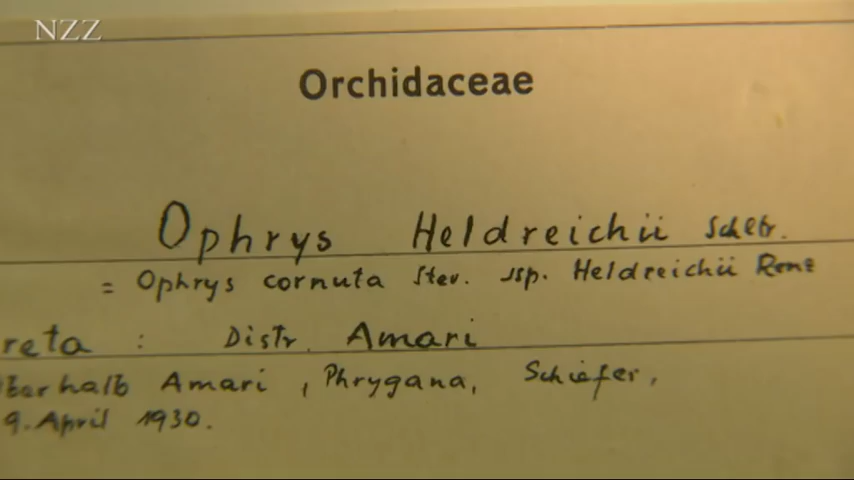 NZZ
Orchidaceae
Ophrys Heldreichii Schltr.
= Ophrys cornuta Stev. ssp. Heldreichii Renz
reta : Distr. Amari
berhalb Amari, Phrygana, Schiefer,
9. April 1930.